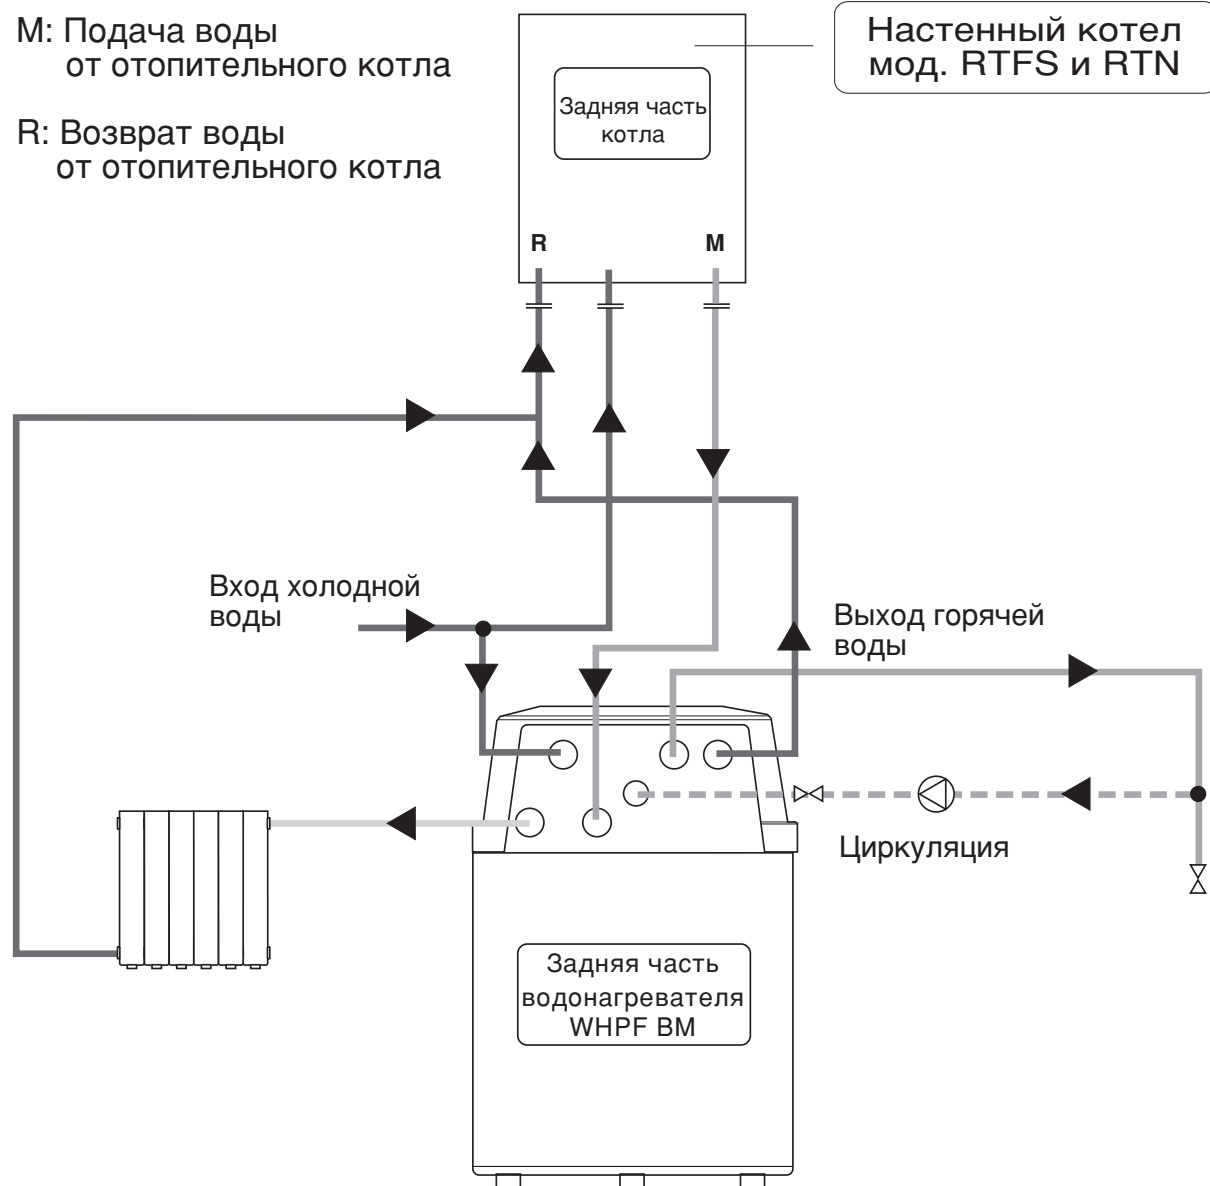 M: Подача воды
от отопительного котла
R: Возврат воды
от отопительного котла
Настенный котел
мод. RTFS и RTN
Задняя часть
котла
R
M
Вход холодной
воды
Выход горячей
воды
Циркуляция
Задняя часть
водонагревателя
WHPF BM